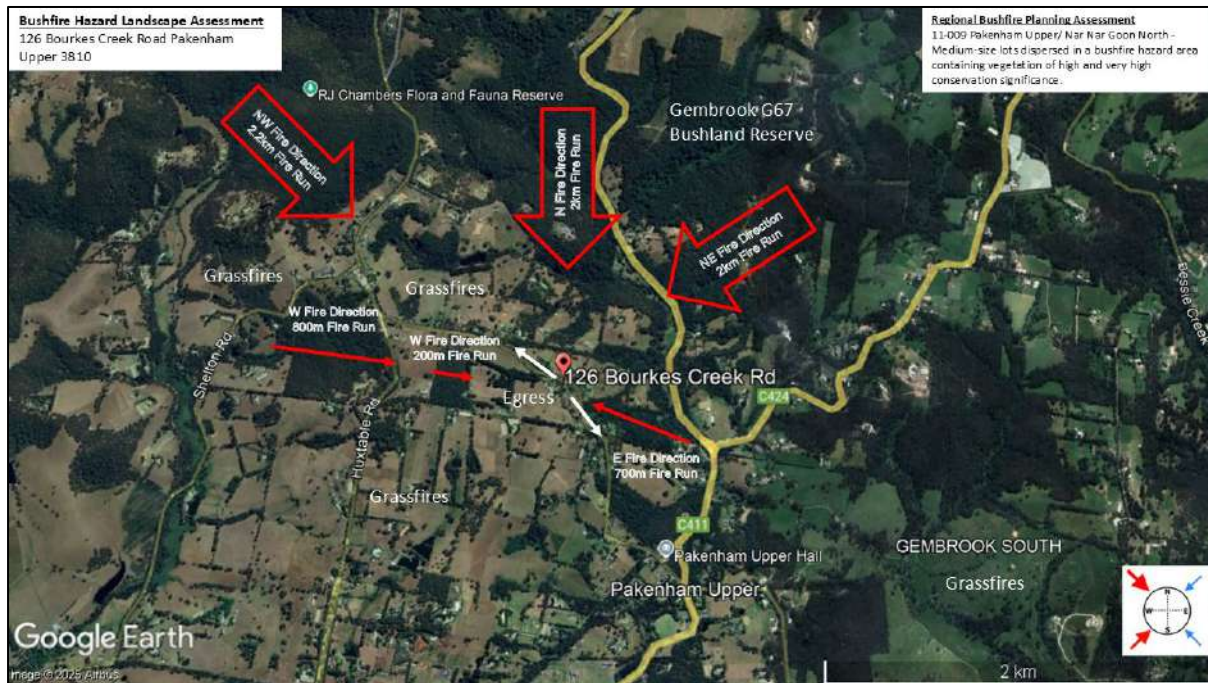 Bushfire Hazard Landscape Assessment
126 Bourkes Creek Road Pakenham
Upper 3810
Regional Bushfire Planning Assessment
11-009 Pakenham Upper/ Nar Nar Goon North -
Medium-size lots dispersed in a bushfire hazard area
containing vegetation of high and very high
conservation significance.
RJ Chambers Flora and Fauna Reserve
Gembrook G67
Bushland Reserve
NW Fire Direction
2.2km Fire Run
N Fire Direction
2km Fire Run
NE Fire Direction
2km Fire Run
Bessie Creek
Grassfires
Grassfires
W Fire Direction
800m Fire Run
W Fire Direction
200m Fire Run
Shelton Rd
126 Bourkes Creek Rd
Egress
C424
Huxtable Rd
E Fire Direction
700m Fire Run
Grassfires
C411
Pakenham Upper Hall
Pakenham Upper
GEMBROOK SOUTH
Grassfires
N
W
E
S
Google Earth
Image © 2025 Airbus
2 km